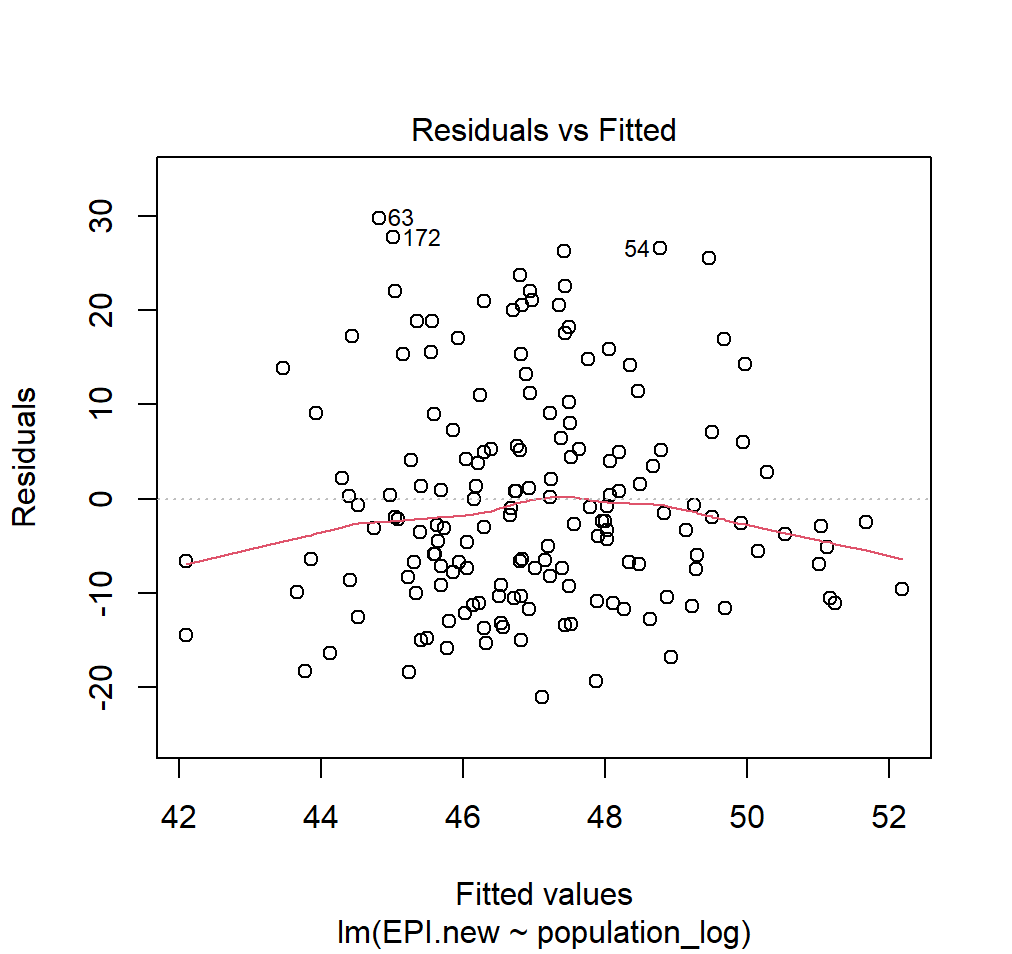 Residuals vs Fitted
Residuals
30
20
10
0
-10
-20
63
172
54
42 44 46 48 50 52
Fitted values
lm(EPI.new ~ population_log)